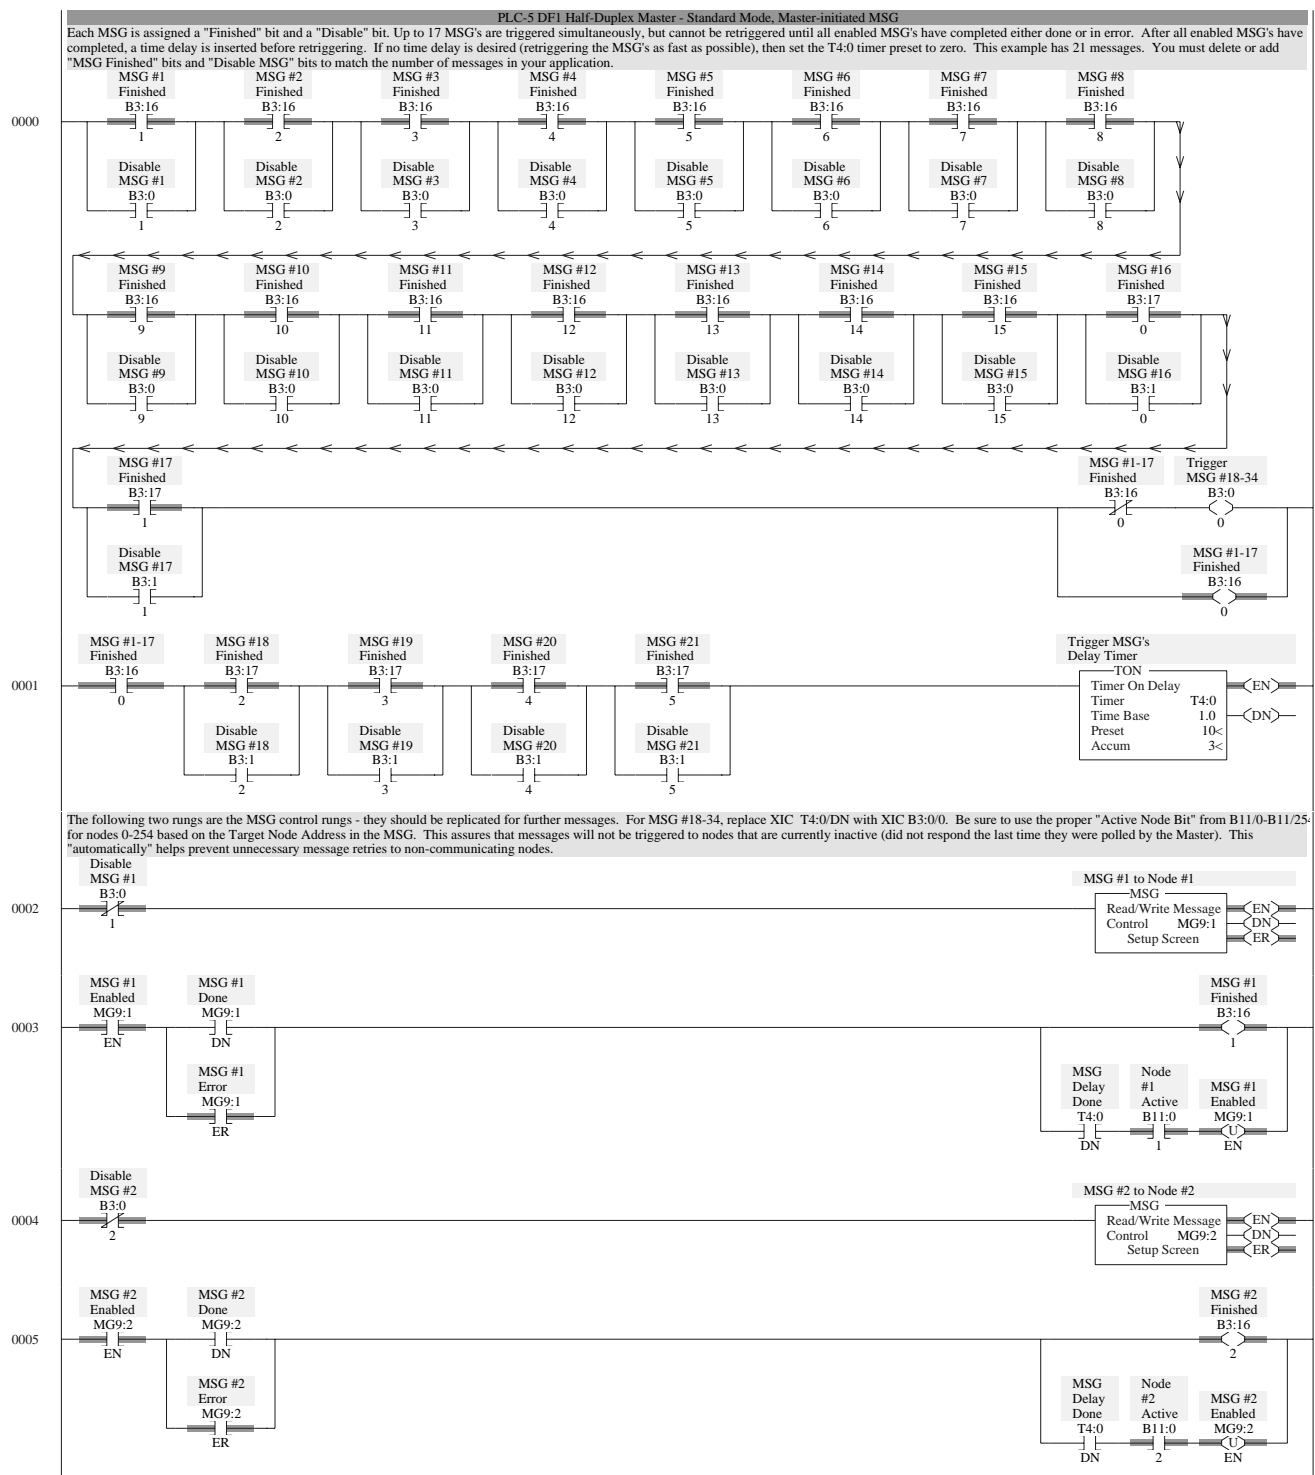 PLC-5 DF1 Half-Duplex Master - Standard Mode, Master-initiated MSG
Each MSG is assigned a "Finished" bit and a "Disable" bit. Up to 17 MSG's are triggered simultaneously, but cannot be retriggered until all enabled MSG's have completed either done or in error. After all enabled MSG's have
completed, a time delay is inserted before retriggering. If no time delay is desired (retriggering the MSG's as fast as possible), then set the T4:0 timer preset to zero. This example has 21 messages. You must delete or add
"MSG Finished" bits and "Disable MSG" bits to match the number of messages in your application.
MSG #1 MSG #2 MSG #3 MSG #4 MSG #5 MSG #6 MSG #7 MSG #8
Finished Finished Finished Finished Finished Finished Finished Finished
B3:16 B3:16 B3:16 B3:16 B3:16 B3:16 B3:16 B3:16
0000
1 2 3 4 5 6 7 8
Disable Disable Disable Disable Disable Disable Disable Disable
MSG #1 MSG #2 MSG #3 MSG #4 MSG #5 MSG #6 MSG #7 MSG #8
B3:0 B3:0 B3:0 B3:0 B3:0 B3:0 B3:0 B3:0
1 2 3 4 5 6 7 8
MSG #9 MSG #10 MSG #11 MSG #12 MSG #13 MSG #14 MSG #15 MSG #16
Finished Finished Finished Finished Finished Finished Finished Finished
B3:16 B3:16 B3:16 B3:16 B3:16 B3:16 B3:16 B3:17
9 10 11 12 13 14 15 0
Disable Disable Disable Disable Disable Disable Disable Disable
MSG #9 MSG #10 MSG #11 MSG #12 MSG #13 MSG #14 MSG #15 MSG #16
B3:0 B3:0 B3:0 B3:0 B3:0 B3:0 B3:0 B3:1
9 10 11 12 13 14 15 0
MSG #17 MSG #1-17 Trigger
Finished Finished MSG #18-34
B3:17 B3:16 B3:0
1 0 0
Disable MSG #1-17
MSG #17 Finished
B3:1 B3:16
1 0
MSG #1-17 MSG #18 MSG #19 MSG #20 MSG #21 Trigger MSG's
Finished Finished Finished Finished Finished Delay Timer
B3:16 B3:17 B3:17 B3:17 B3:17 TON
0001 EN
0 2 3 4 5
Timer On Delay
Timer T4:0
Time Base 1.0 DN
Preset 10<
Accum 3<
Disable Disable Disable Disable
MSG #18 MSG #19 MSG #20 MSG #21
B3:1 B3:1 B3:1 B3:1
2 3 4 5
The following two rungs are the MSG control rungs - they should be replicated for further messages. For MSG #18-34, replace XIC T4:0/DN with XIC B3:0/0. Be sure to use the proper "Active Node Bit" from B11/0-B11/254
for nodes 0-254 based on the Target Node Address in the MSG. This assures that messages will not be triggered to nodes that are currently inactive (did not respond the last time they were polled by the Master). This
"automatically" helps prevent unnecessary message retries to non-communicating nodes.
Disable
MSG #1 MSG #1 to Node #1
B3:0 MSG
0002 Read/Write Message EN
1 Control MG9:1 DN
Setup Screen ER
MSG #1 MSG #1 MSG #1
Enabled Done Finished
MG9:1 MG9:1 B3:16
0003
EN DN 1
MSG #1 MSG Node
Error Delay #1 MSG #1
MG9:1 Done Active Enabled
T4:0 B11:0 MG9:1
ER U
DN 1 EN
Disable
MSG #2 MSG #2 to Node #2
B3:0 MSG
0004 Read/Write Message EN
2 Control MG9:2 DN
Setup Screen ER
MSG #2 MSG #2 MSG #2
Enabled Done Finished
MG9:2 MG9:2 B3:16
0005
EN DN 2
MSG #2 MSG Node
Error Delay #2 MSG #2
MG9:2 Done Active Enabled
T4:0 B11:0 MG9:2
ER U
DN 2 EN